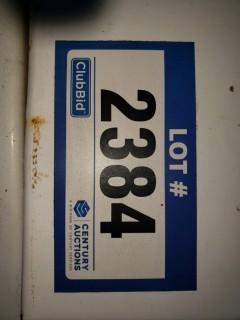 LOT #
2384
ClubBid
CENTURY
AUCTIONS